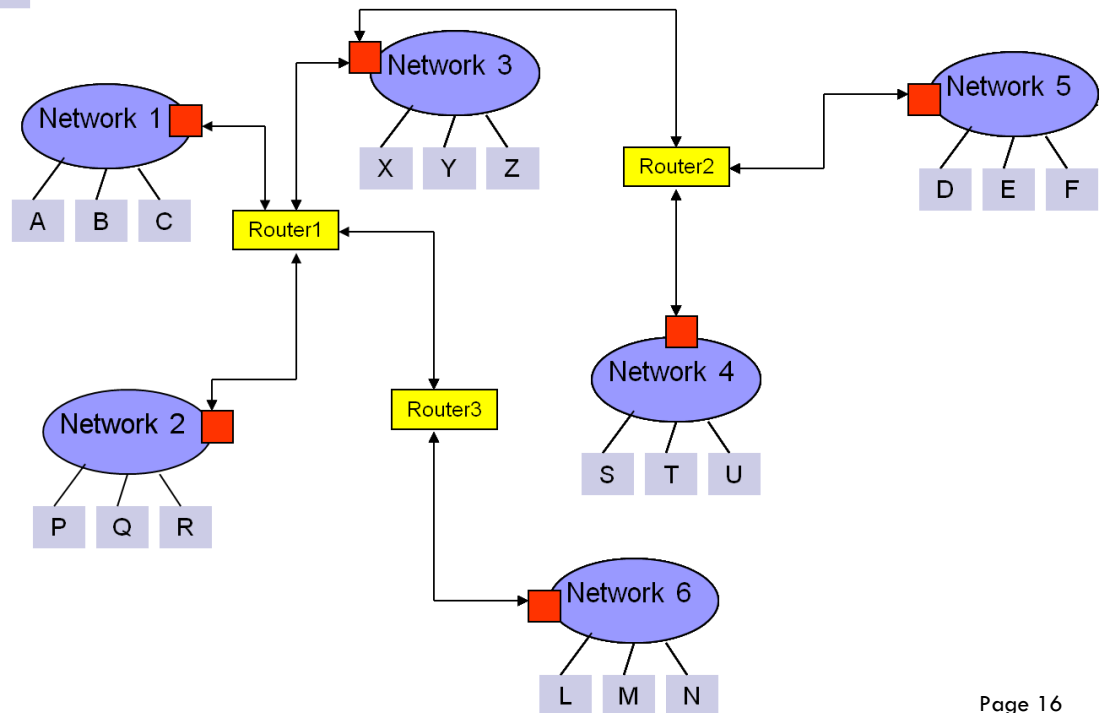 Network 3
Network 5
Network 1
X Y Z
Router2
D E F
A B C
Router1
Network 4
Router3
Network 2
S T U
P Q R
Network 6
L M N
Page 16